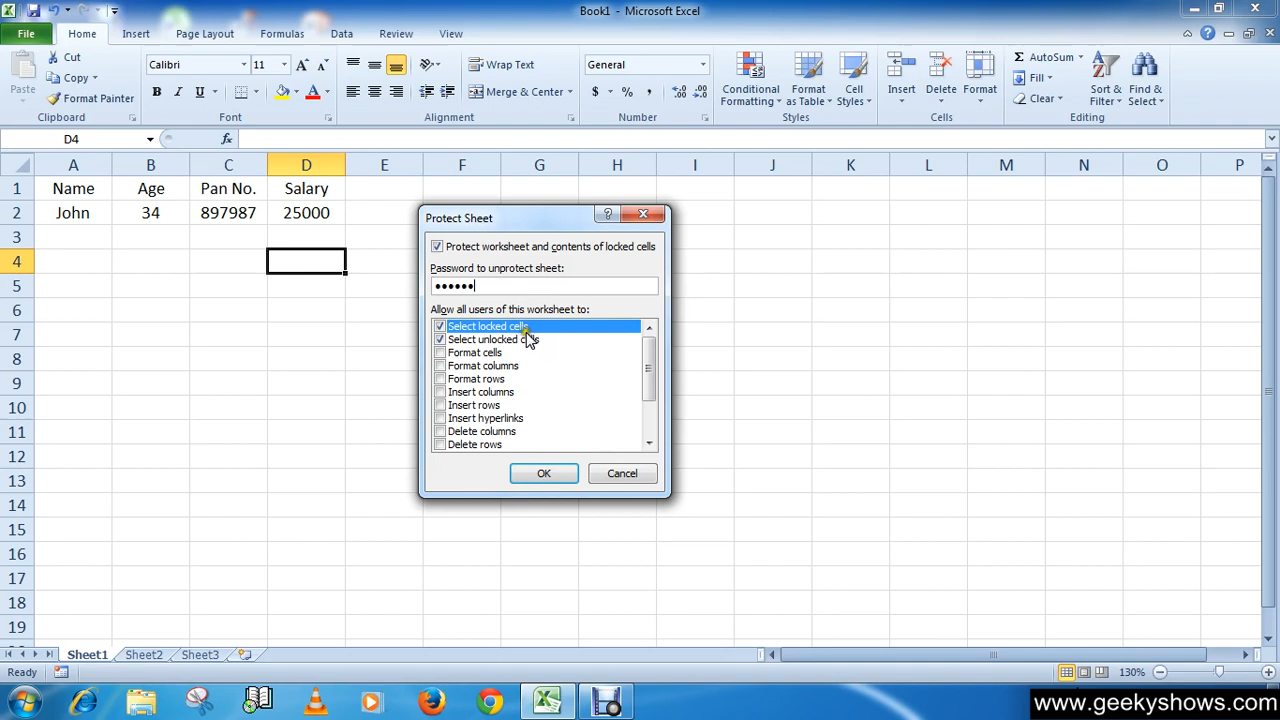 Book1 - Microsoft Excel
File Home Insert Page Layout Formulas Data Review View
Paste
Cut
Copy
Format Painter
Clipboard
Calibri 11
B I U
Font
Wrap Text
Merge & Center
Alignment
General
$ % ,
Number
Conditional Formatting
Format as Table
Cell Styles
Styles
Insert Delete Format
Cells
Σ AutoSum
Fill
Clear
Sort & Filter
Find & Select
Editing
D4 fx
A B C D E F G H I J K L M N O P
1 Name Age Pan No. Salary
2 John 34 897987 25000
3
4
5
6
7
8
9
10
11
12
13
14
15
16
17
18
19
Protect Sheet
Protect worksheet and contents of locked cells
Password to unprotect sheet:
••••••
Allow all users of this worksheet to:
Select locked cells
Select unlocked cells
Format cells
Format columns
Format rows
Insert columns
Insert rows
Insert hyperlinks
Delete columns
Delete rows
OK Cancel
Sheet1 Sheet2 Sheet3
Ready 130%
www.geekyshows.com